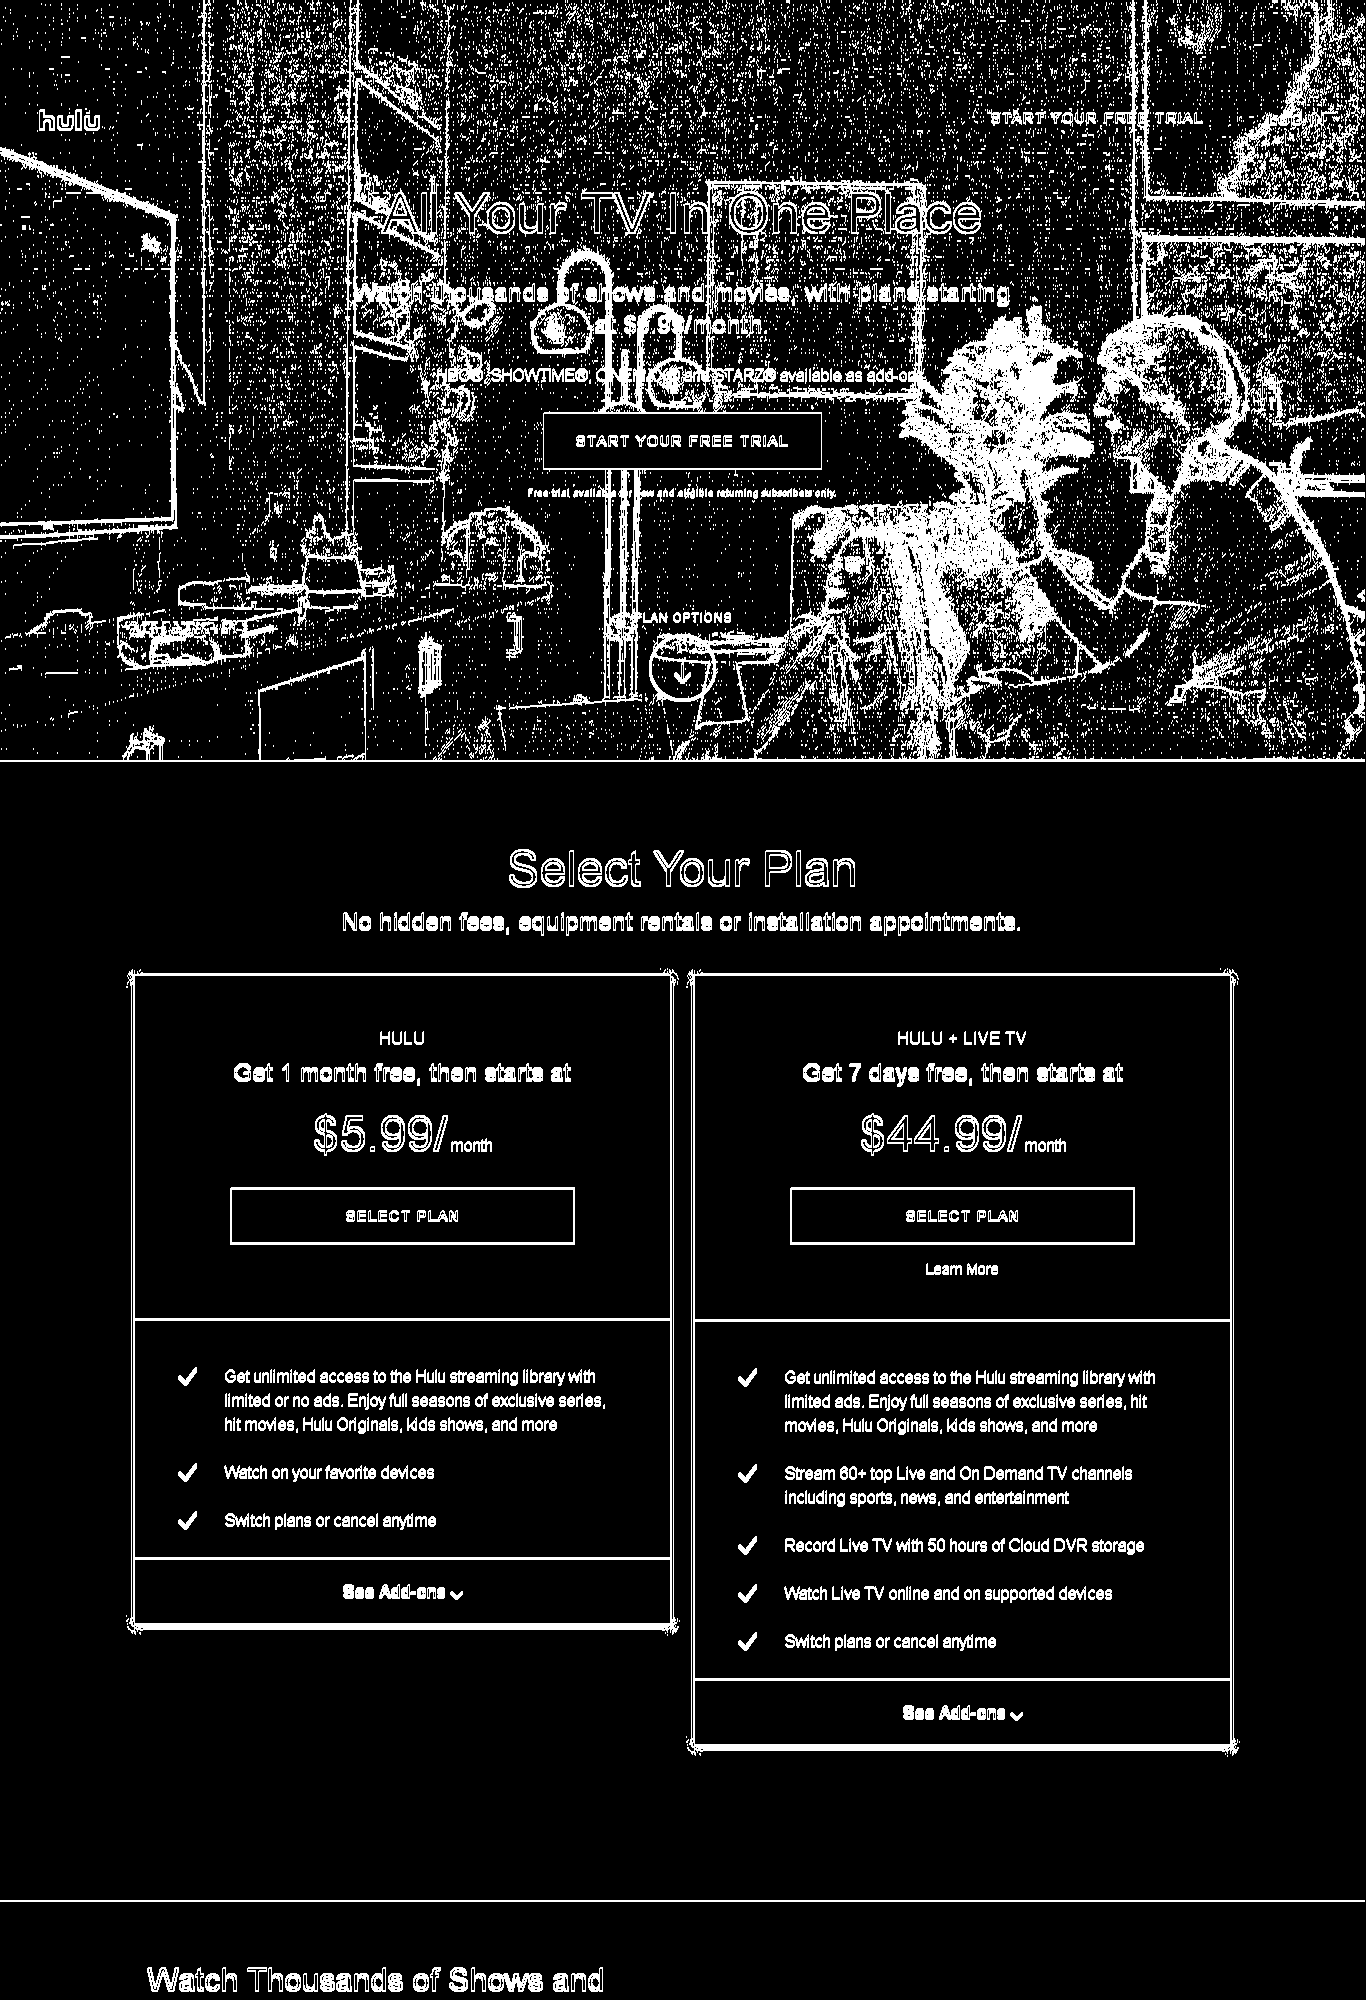 hulu
START YOUR FREE TRIAL
All Your TV In One Place
Watch thousands of shows and movies, with plans starting
at $5.99/month.
HBO®, SHOWTIME®, CINEMAX® and STARZ® available as add-ons
START YOUR FREE TRIAL
Free trial available for new and eligible returning subscribers only.
PLAN OPTIONS
Select Your Plan
No hidden fees, equipment rentals or installation appointments.
HULU
Get 1 month free, then starts at
$5.99/month
SELECT PLAN
Get unlimited access to the Hulu streaming library with
limited or no ads. Enjoy full seasons of exclusive series,
hit movies, Hulu Originals, kids shows, and more
Watch on your favorite devices
Switch plans or cancel anytime
See Add-ons
HULU + LIVE TV
Get 7 days free, then starts at
$44.99/month
SELECT PLAN
Learn More
Get unlimited access to the Hulu streaming library with
limited ads. Enjoy full seasons of exclusive series, hit
movies, Hulu Originals, kids shows, and more
Stream 60+ top Live and On Demand TV channels
including sports, news, and entertainment
Record Live TV with 50 hours of Cloud DVR storage
Watch Live TV online and on supported devices
Switch plans or cancel anytime
See Add-ons
Watch Thousands of Shows and